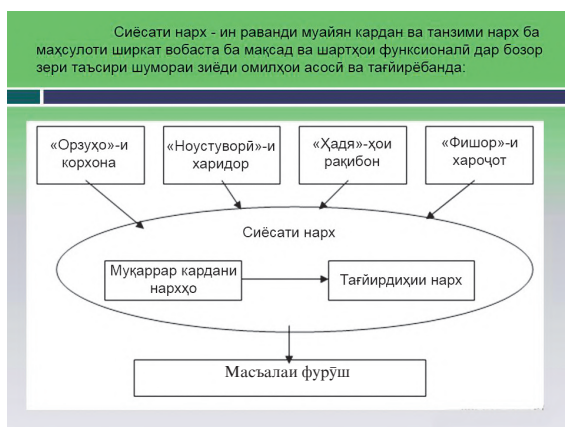 Сиёсати нарх - ин раванди муайян кардан ва танзими нарх ба
маҳсулоти ширкат вобаста ба мақсад ва шартҳои функсионалӣ дар бозор
зери таъсири шумораи зиёди омилҳои асосӣ ва тағйирёбанда:
«Орзуҳо»-и
корхона
«Ноустуворӣ»-и
харидор
«Ҳадя»-ҳои
рақибон
«Фишор»-и
хароҷот
Сиёсати нарх
Муқаррар кардани
нархҳо
Тағйирдиҳии нарх
Масъалаи фурӯш